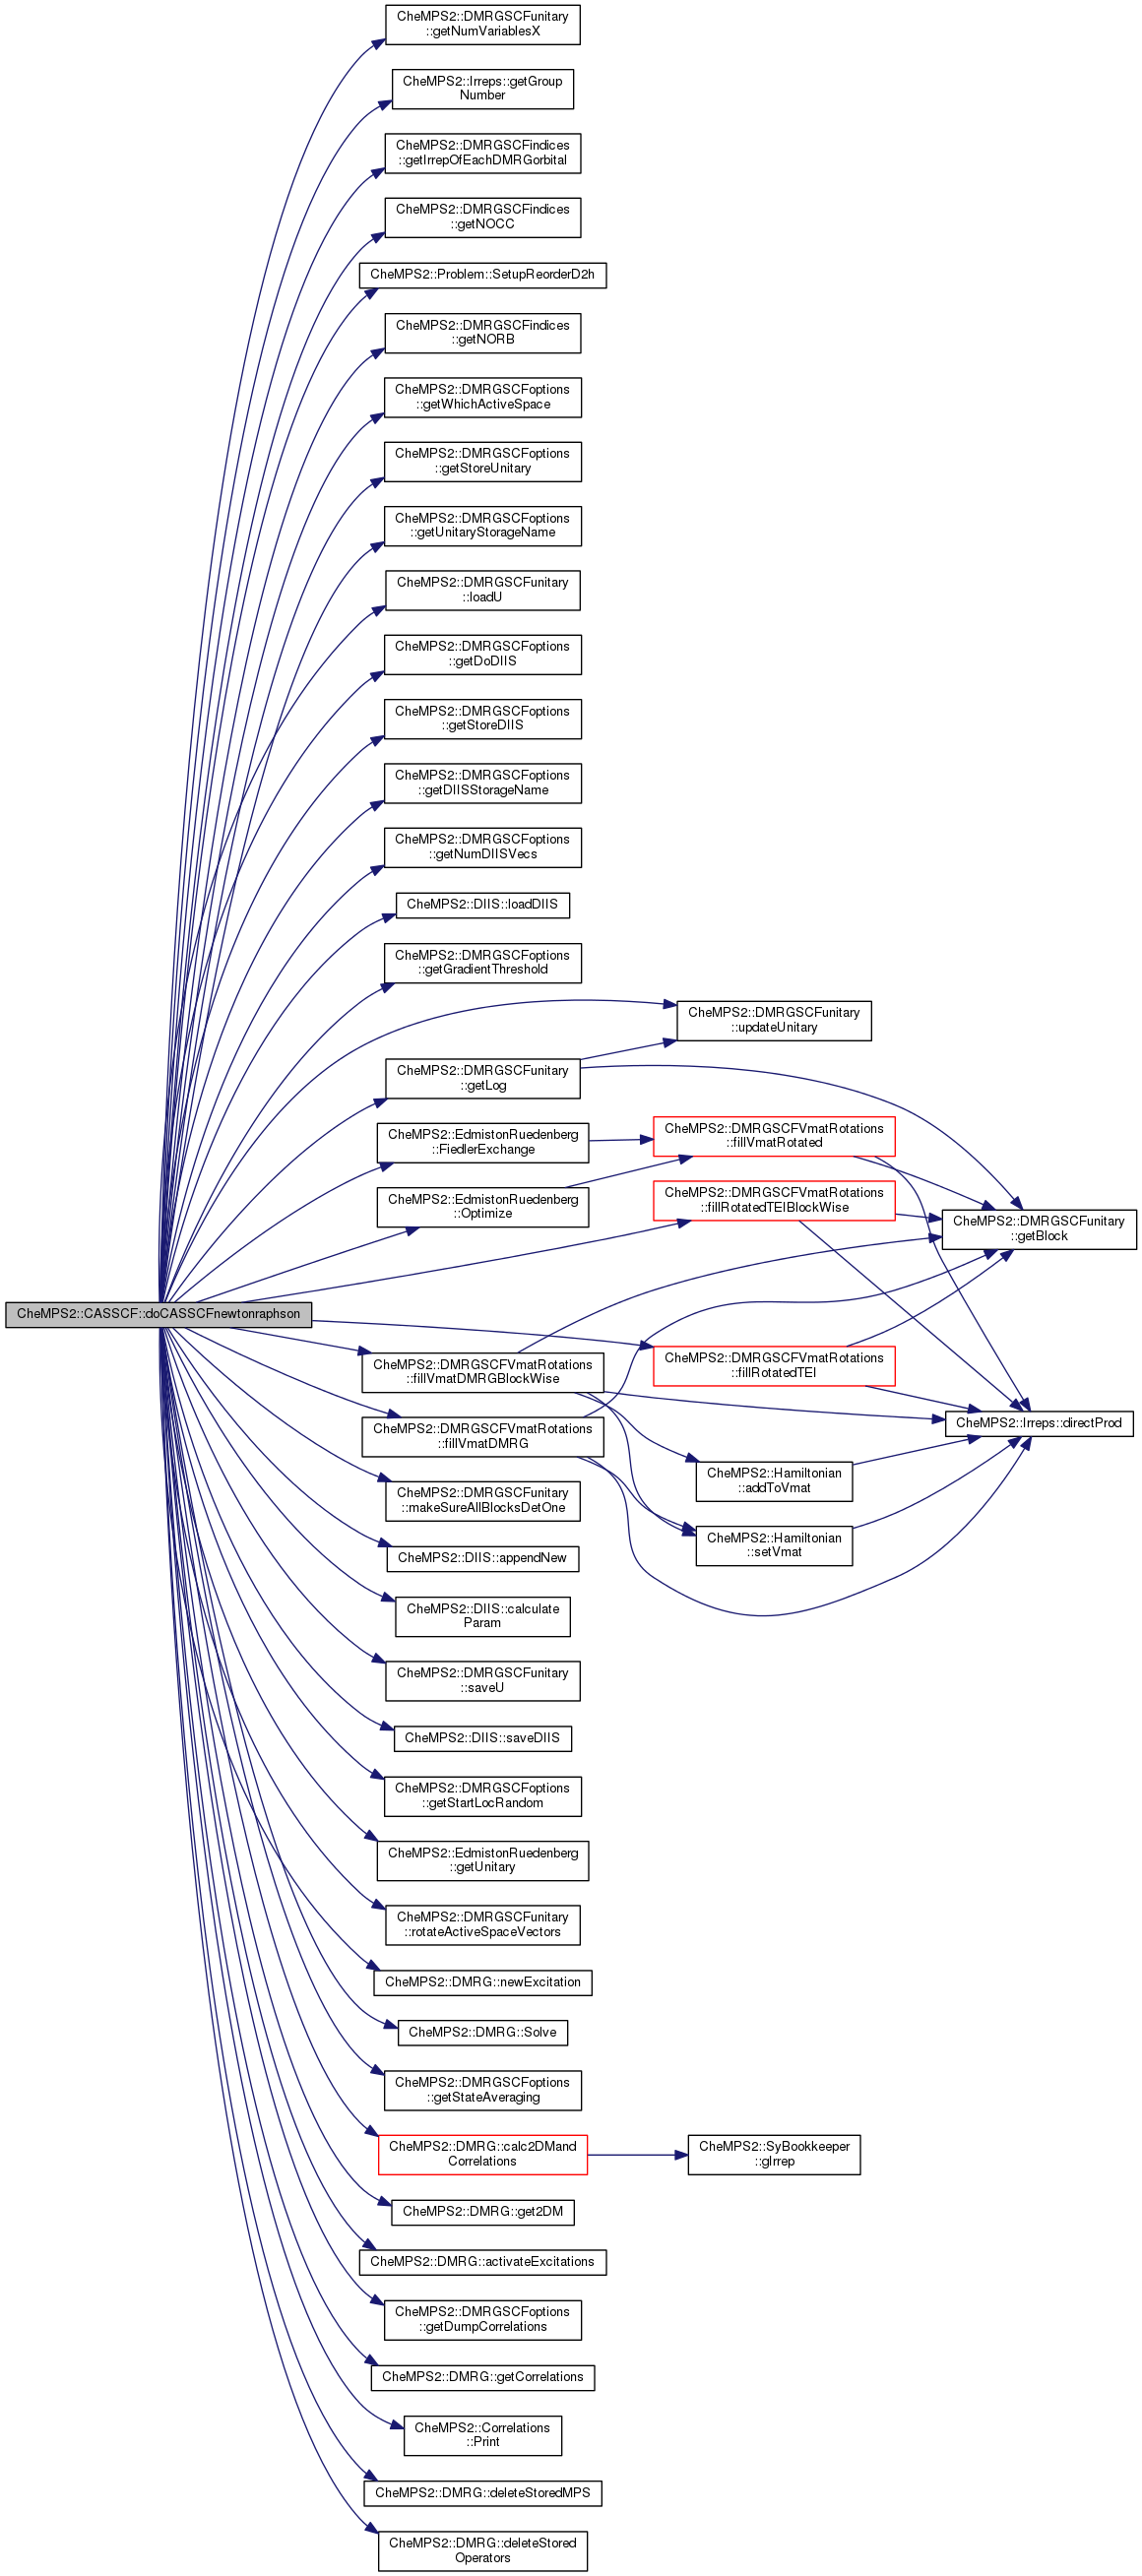 CheMPS2::DMRGSCFunitary
::getNumVariablesX
CheMPS2::Irreps::getGroup
Number
CheMPS2::DMRGSCFindices
::getIrrepOfEachDMRGorbital
CheMPS2::DMRGSCFindices
::getNOCC
CheMPS2::Problem::SetupReorderD2h
CheMPS2::DMRGSCFindices
::getNORB
CheMPS2::DMRGSCFoptions
::getWhichActiveSpace
CheMPS2::DMRGSCFoptions
::getStoreUnitary
CheMPS2::DMRGSCFoptions
::getUnitaryStorageName
CheMPS2::DMRGSCFunitary
::loadU
CheMPS2::DMRGSCFoptions
::getDoDIIS
CheMPS2::DMRGSCFoptions
::getStoreDIIS
CheMPS2::DMRGSCFoptions
::getDIISStorageName
CheMPS2::DMRGSCFoptions
::getNumDIISVecs
CheMPS2::DIIS::loadDIIS
CheMPS2::DMRGSCFoptions
::getGradientThreshold
CheMPS2::DMRGSCFunitary
::updateUnitary
CheMPS2::DMRGSCFunitary
::getLog
CheMPS2::EdmistonRuedenberg
::FiedlerExchange
CheMPS2::DMRGSCFVmatRotations
::fillVmatRotated
CheMPS2::EdmistonRuedenberg
::Optimize
CheMPS2::DMRGSCFVmatRotations
::fillRotatedTEIBlockWise
CheMPS2::DMRGSCFunitary
::getBlock
CheMPS2::CASSCF::doCASSCFnewtonraphson
CheMPS2::DMRGSCFVmatRotations
::fillVmatDMRGBlockWise
CheMPS2::DMRGSCFVmatRotations
::fillRotatedTEI
CheMPS2::DMRGSCFVmatRotations
::fillVmatDMRG
CheMPS2::Irreps::directProd
CheMPS2::Hamiltonian
::addToVmat
CheMPS2::DMRGSCFunitary
::makeSureAllBlocksDetOne
CheMPS2::Hamiltonian
::setVmat
CheMPS2::DIIS::appendNew
CheMPS2::DIIS::calculate
Param
CheMPS2::DMRGSCFunitary
::saveU
CheMPS2::DIIS::saveDIIS
CheMPS2::DMRGSCFoptions
::getStartLocRandom
CheMPS2::EdmistonRuedenberg
::getUnitary
CheMPS2::DMRGSCFunitary
::rotateActiveSpaceVectors
CheMPS2::DMRG::newExcitation
CheMPS2::DMRG::Solve
CheMPS2::DMRGSCFoptions
::getStateAveraging
CheMPS2::DMRG::calc2DMand
Correlations
CheMPS2::SyBookkeeper
::gIrrep
CheMPS2::DMRG::get2DM
CheMPS2::DMRG::activateExcitations
CheMPS2::DMRGSCFoptions
::getDumpCorrelations
CheMPS2::DMRG::getCorrelations
CheMPS2::Correlations
::Print
CheMPS2::DMRG::deleteStoredMPS
CheMPS2::DMRG::deleteStored
Operators